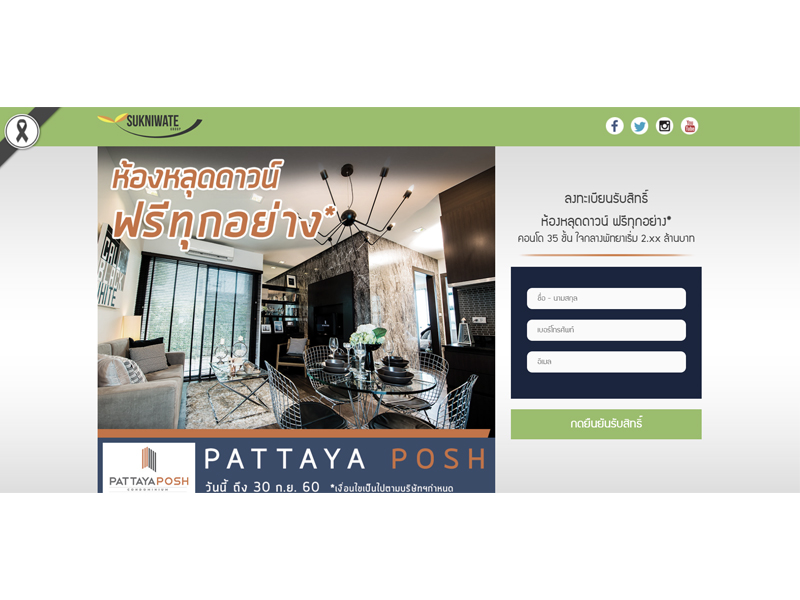 SUKNIWATE
GROUP
ห้องหลุดดาวน์
ฟรีทุกอย่าง*
PATTAYA POSH
PATTAYAPOSH
CONDOMINIUM
วันนี้ ถึง 30 ก.ย. 60 *เงื่อนไขเป็นไปตามบริษัทฯกำหนด
ลงทะเบียนรับสิทธิ์
ห้องหลุดดาวน์ ฟรีทุกอย่าง*
คอนโด 35 ชั้น ใจกลางพัทยาเริ่ม 2.xx ล้านบาท
ชื่อ - นามสกุล
เบอร์โทรศัพท์
อีเมล
กดยืนยันรับสิทธิ์